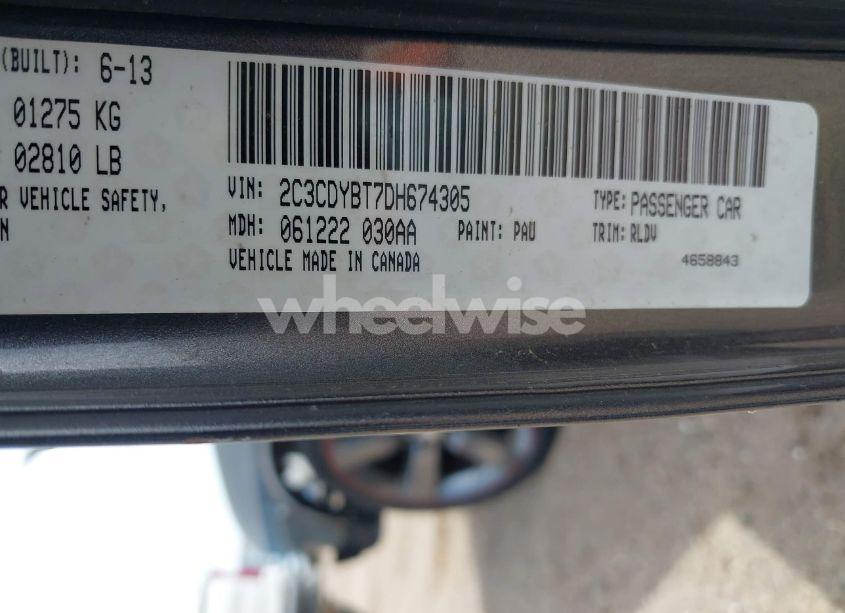 (BUILT): 6-13
01275 KG
02810 LB
R VEHICLE SAFETY,
N
VIN: 2C3CDYBT7DH674305
TYPE: PASSENGER CAR
MDH: 061222 030AA
PAINT: PAU
TRIM: RLDV
VEHICLE MADE IN CANADA
4658843
wheelwise